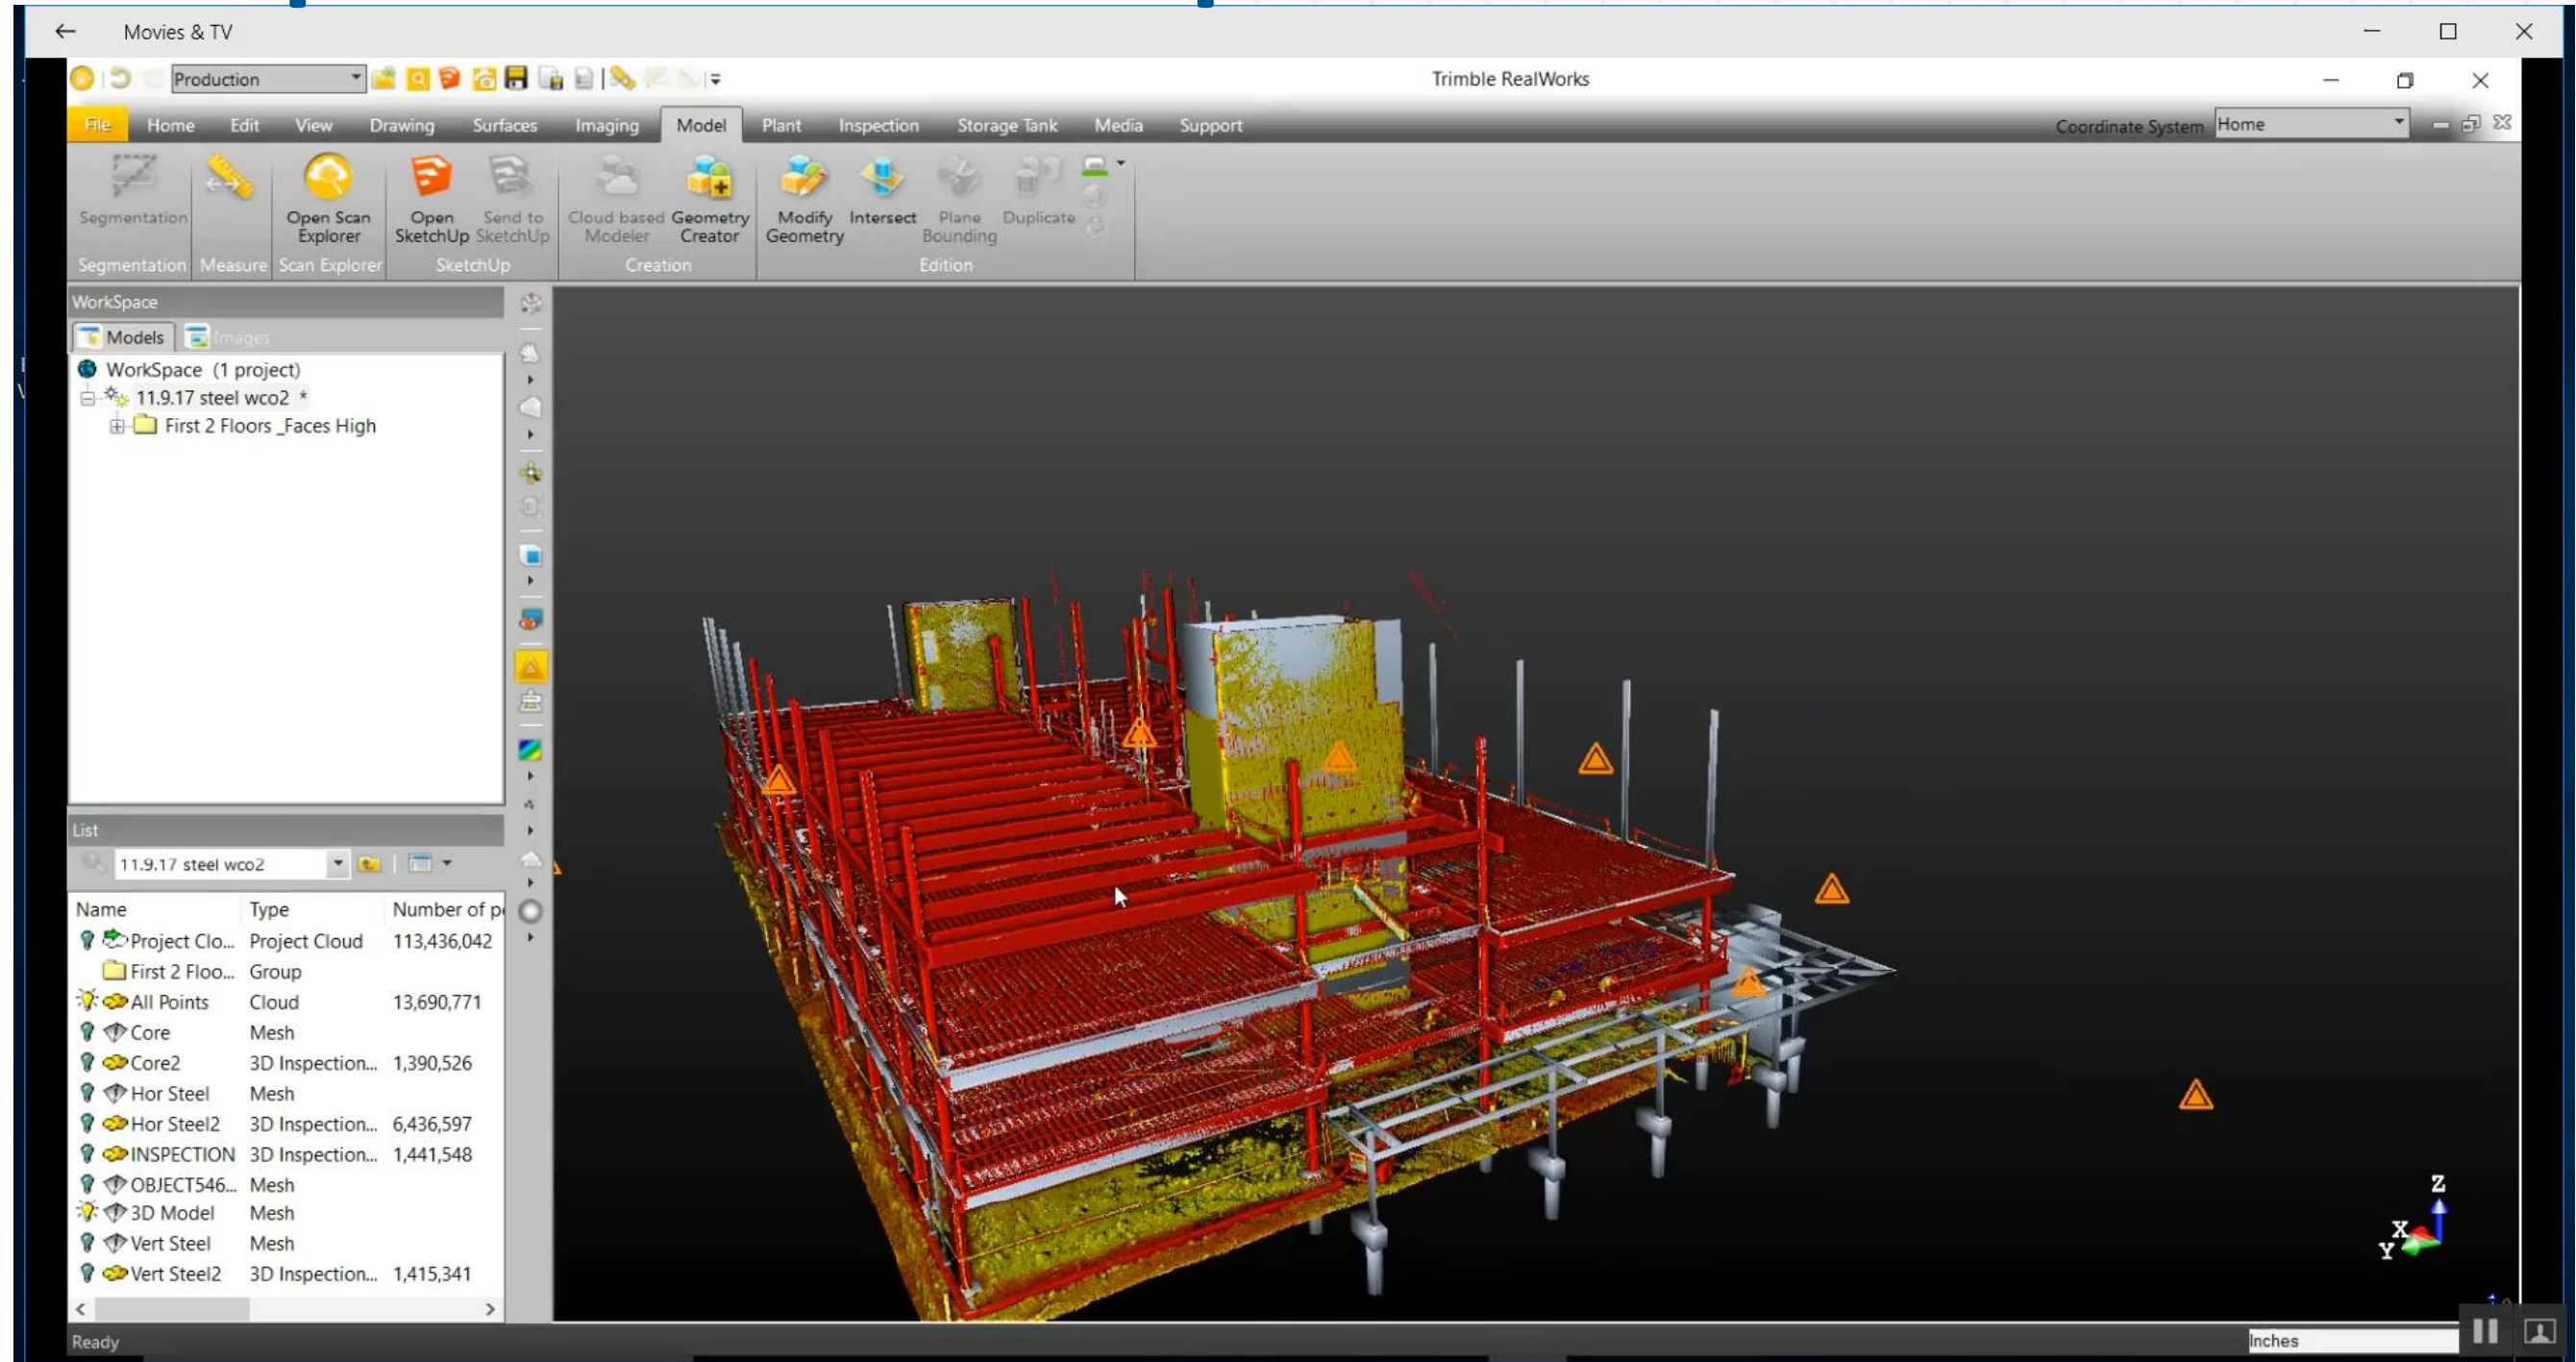 Movies & TV
Production
Trimble RealWorks
File Home Edit View Drawing Surfaces Imaging Model Plant Inspection Storage Tank Media Support
Coordinate System Home
Segmentation
Open Scan Explorer
Open SketchUp
Send to SketchUp
Cloud based Modeler
Geometry Creator
Modify Geometry
Intersect
Plane Bounding
Duplicate
Segmentation Measure Scan Explorer SketchUp Creation Edition
WorkSpace
Models Images
WorkSpace (1 project)
11.9.17 steel wco2 *
First 2 Floors _Faces High
List
11.9.17 steel wco2
Name Type Number of p
Project Clo... Project Cloud 113,436,042
First 2 Floo... Group
All Points Cloud 13,690,771
Core Mesh
Core2 3D Inspection... 1,390,526
Hor Steel Mesh
Hor Steel2 3D Inspection... 6,436,597
INSPECTION 3D Inspection... 1,441,548
OBJECT546... Mesh
3D Model Mesh
Vert Steel Mesh
Vert Steel2 3D Inspection... 1,415,341
Z
X
Y
Ready
Inches